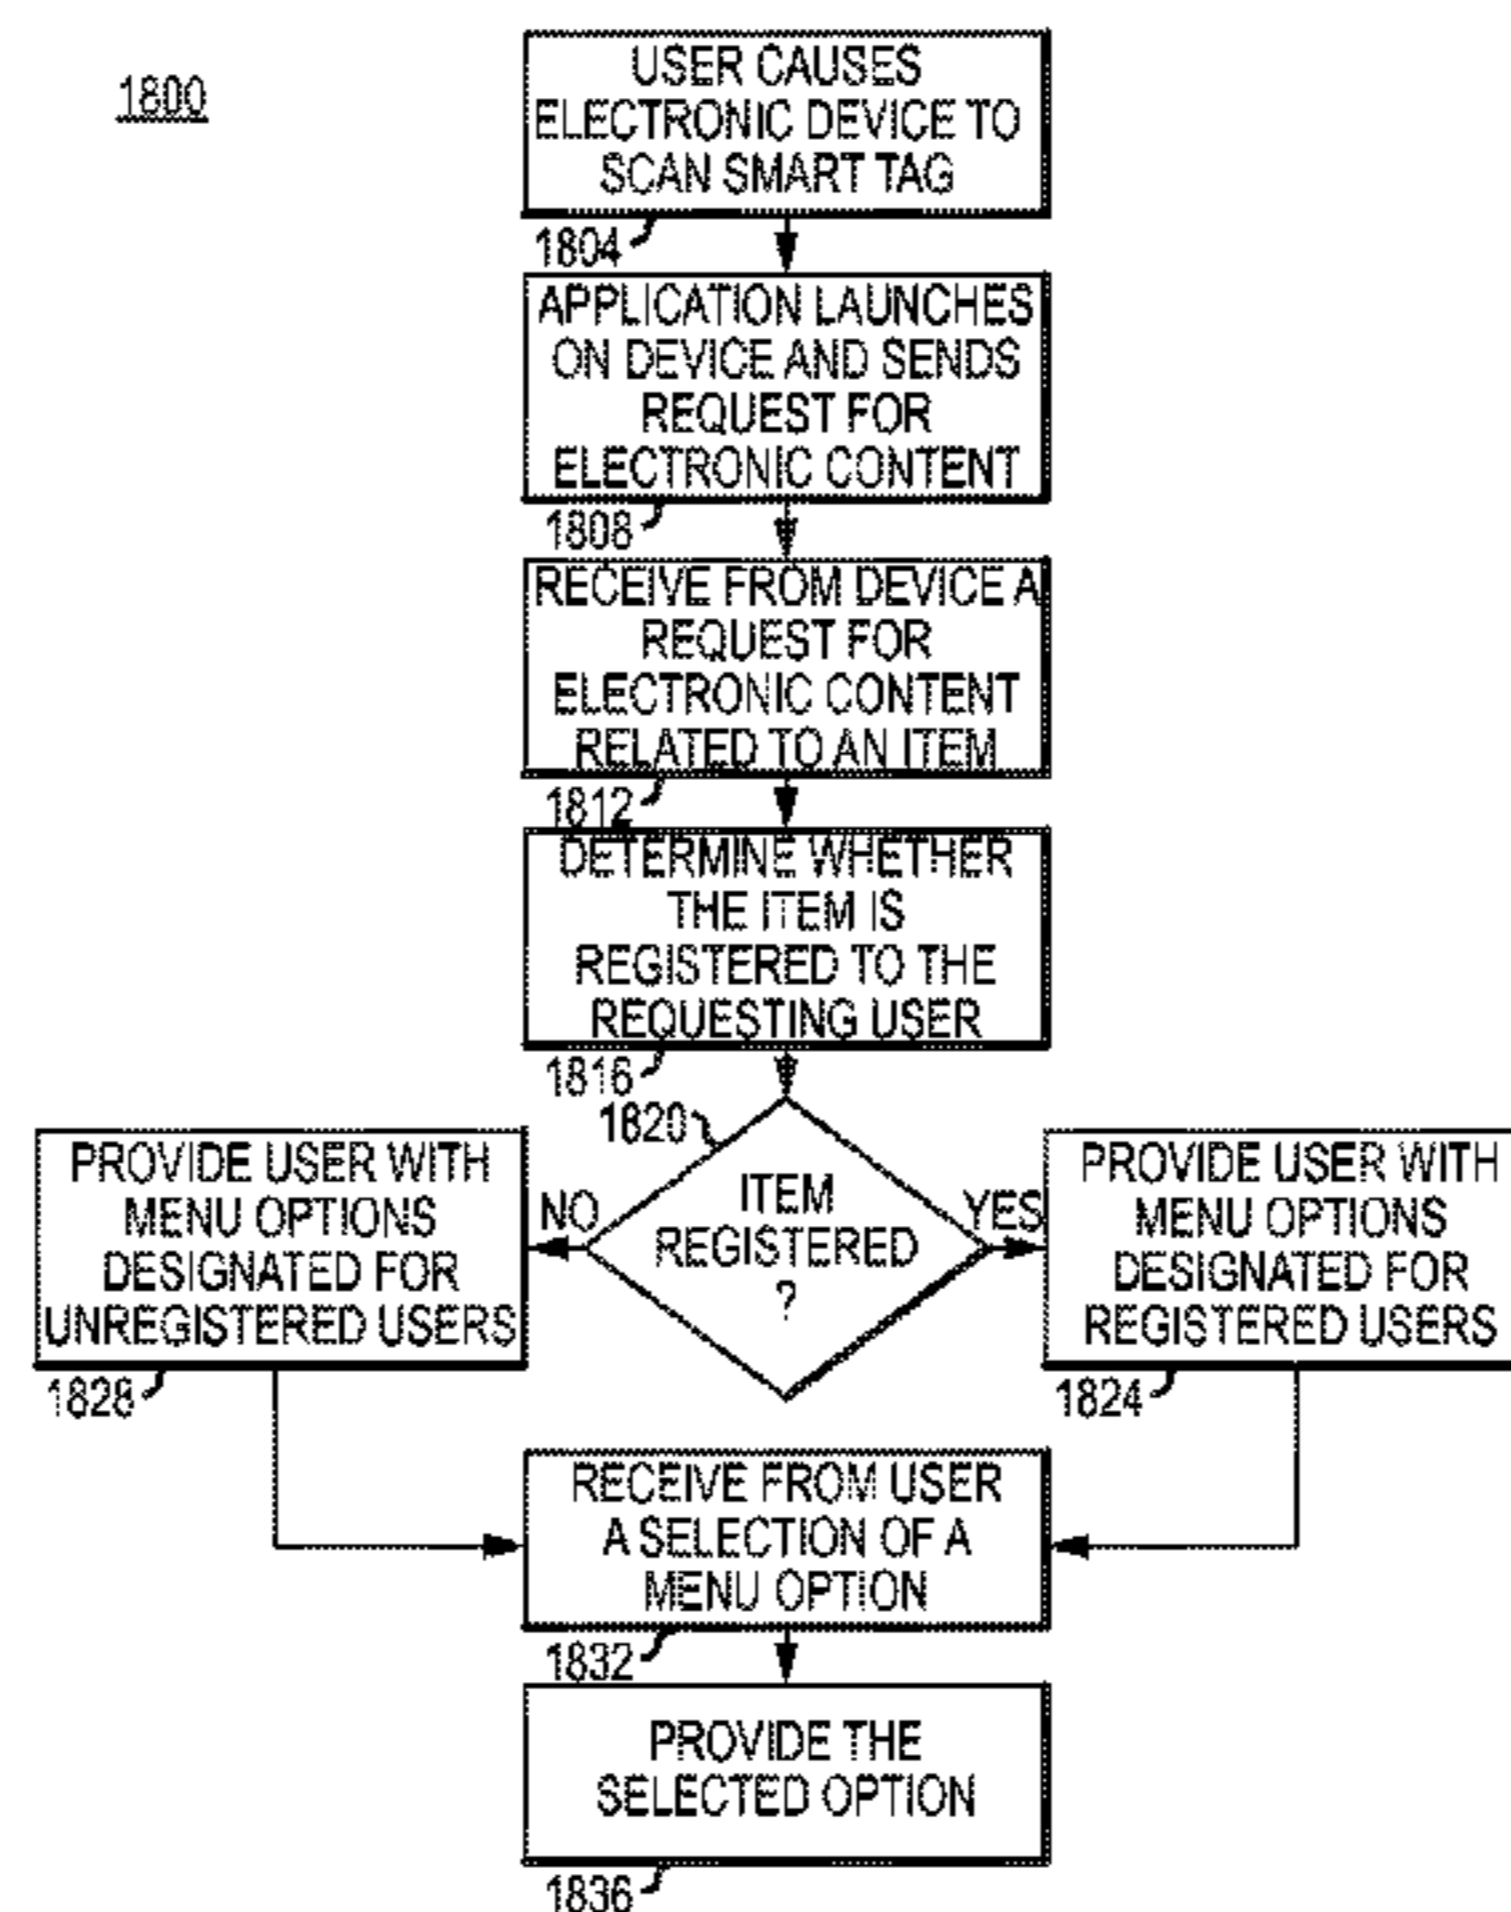 1800
USER CAUSES
ELECTRONIC DEVICE TO
SCAN SMART TAG
1804
APPLICATION LAUNCHES
ON DEVICE AND SENDS
REQUEST FOR
ELECTRONIC CONTENT
1808
RECEIVE FROM DEVICE A
REQUEST FOR
ELECTRONIC CONTENT
RELATED TO AN ITEM
1812
DETERMINE WHETHER
THE ITEM IS
REGISTERED TO THE
REQUESTING USER
1816
1820
ITEM
REGISTERED
?
NO
YES
PROVIDE USER WITH
MENU OPTIONS
DESIGNATED FOR
UNREGISTERED USERS
1828
PROVIDE USER WITH
MENU OPTIONS
DESIGNATED FOR
REGISTERED USERS
1824
RECEIVE FROM USER
A SELECTION OF A
MENU OPTION
1832
PROVIDE THE
SELECTED OPTION
1836